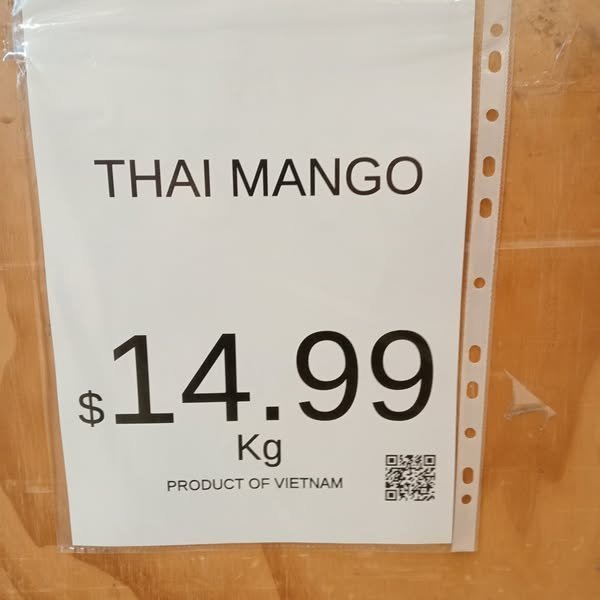 THAI MANGO
$14.99
Kg
PRODUCT OF VIETNAM